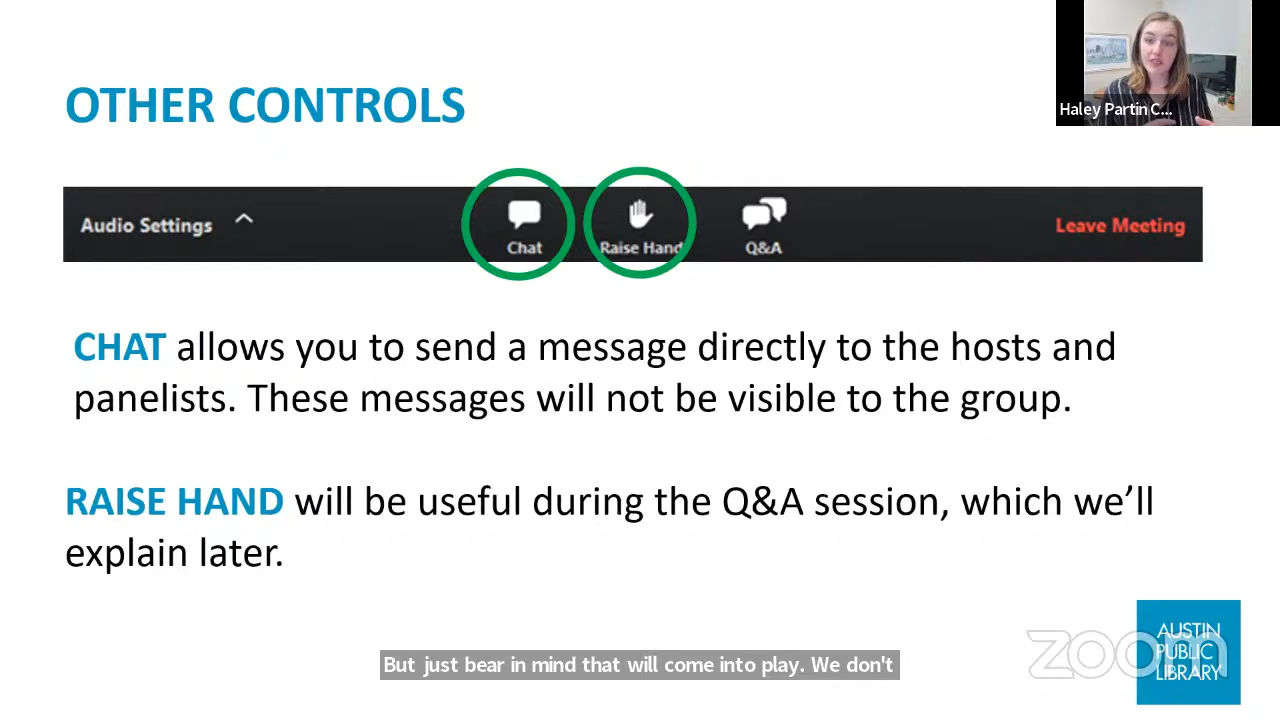 OTHER CONTROLS
Haley Partin C...
Audio Settings
Chat
Raise Hand
Q&A
Leave Meeting
CHAT allows you to send a message directly to the hosts and
panelists. These messages will not be visible to the group.
RAISE HAND will be useful during the Q&A session, which we’ll
explain later.
But just bear in mind that will come into play. We don't
zoom
AUSTIN
PUBLIC
LIBRARY